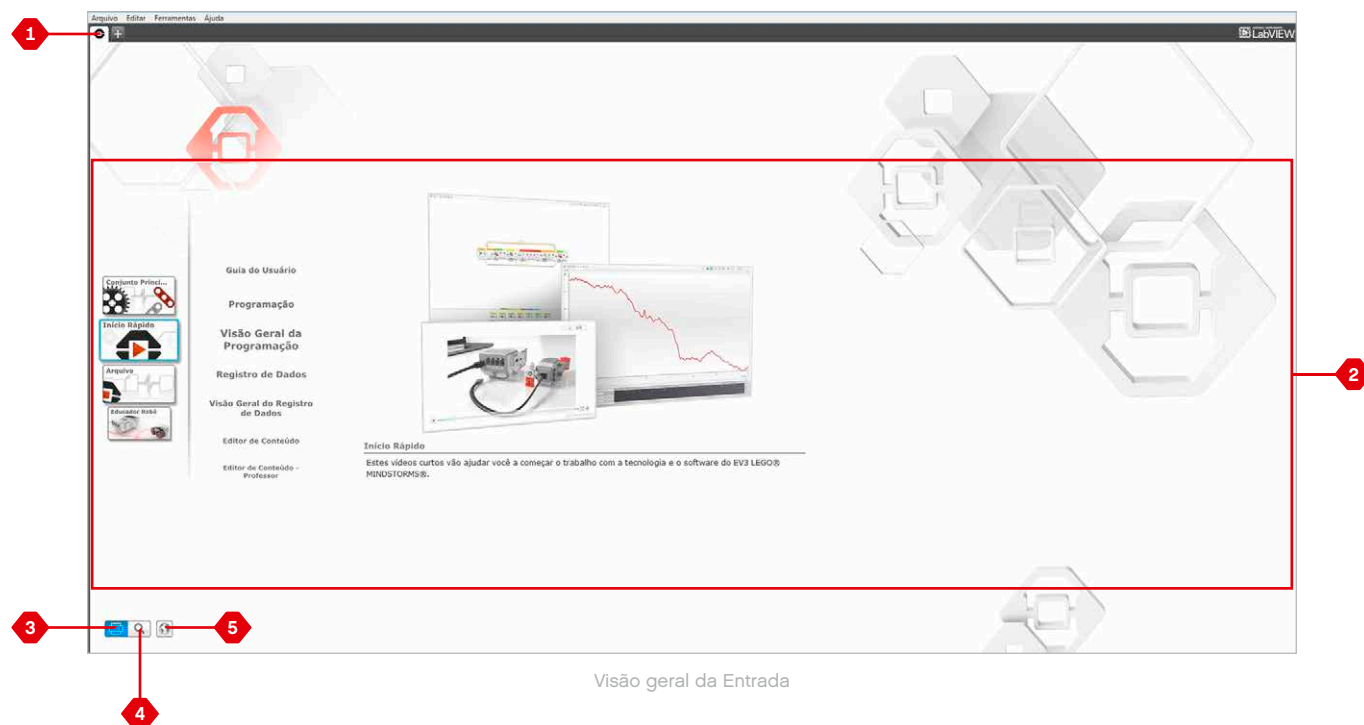 Arquivo Editar Ferramentas Ajuda
1
LabVIEW
Conjunto Princi...
Início Rápido
Arquivo
Educador Robô
Guia do Usuário
Programação
Visão Geral da
Programação
Registro de Dados
Visão Geral do Registro
de Dados
Editor de Conteúdo
Editor de Conteúdo -
Professor
Início Rápido
Estes vídeos curtos vão ajudar você a começar o trabalho com a tecnologia e o software do EV3 LEGO®
MINDSTORMS®.
2
3
5
4
Visão geral da Entrada